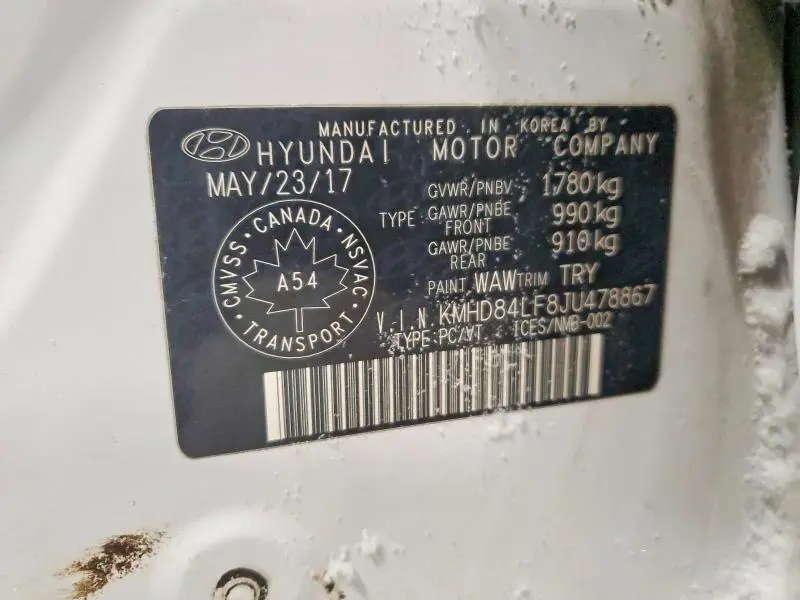 MANUFACTURED IN KOREA BY
HYUNDAI MOTOR COMPANY
MAY/23/17
GVWR/PNBV 1780kg
TYPE GAWR/PNBE FRONT 990kg
GAWR/PNBE REAR 910kg
PAINT WAW TRIM TRY
V.I.N KMHD84LF8JU478867
TYPE PC/VT ICES/NMB-002
CMVSS · CANADA · NSVAC
A54
TRANSPORT